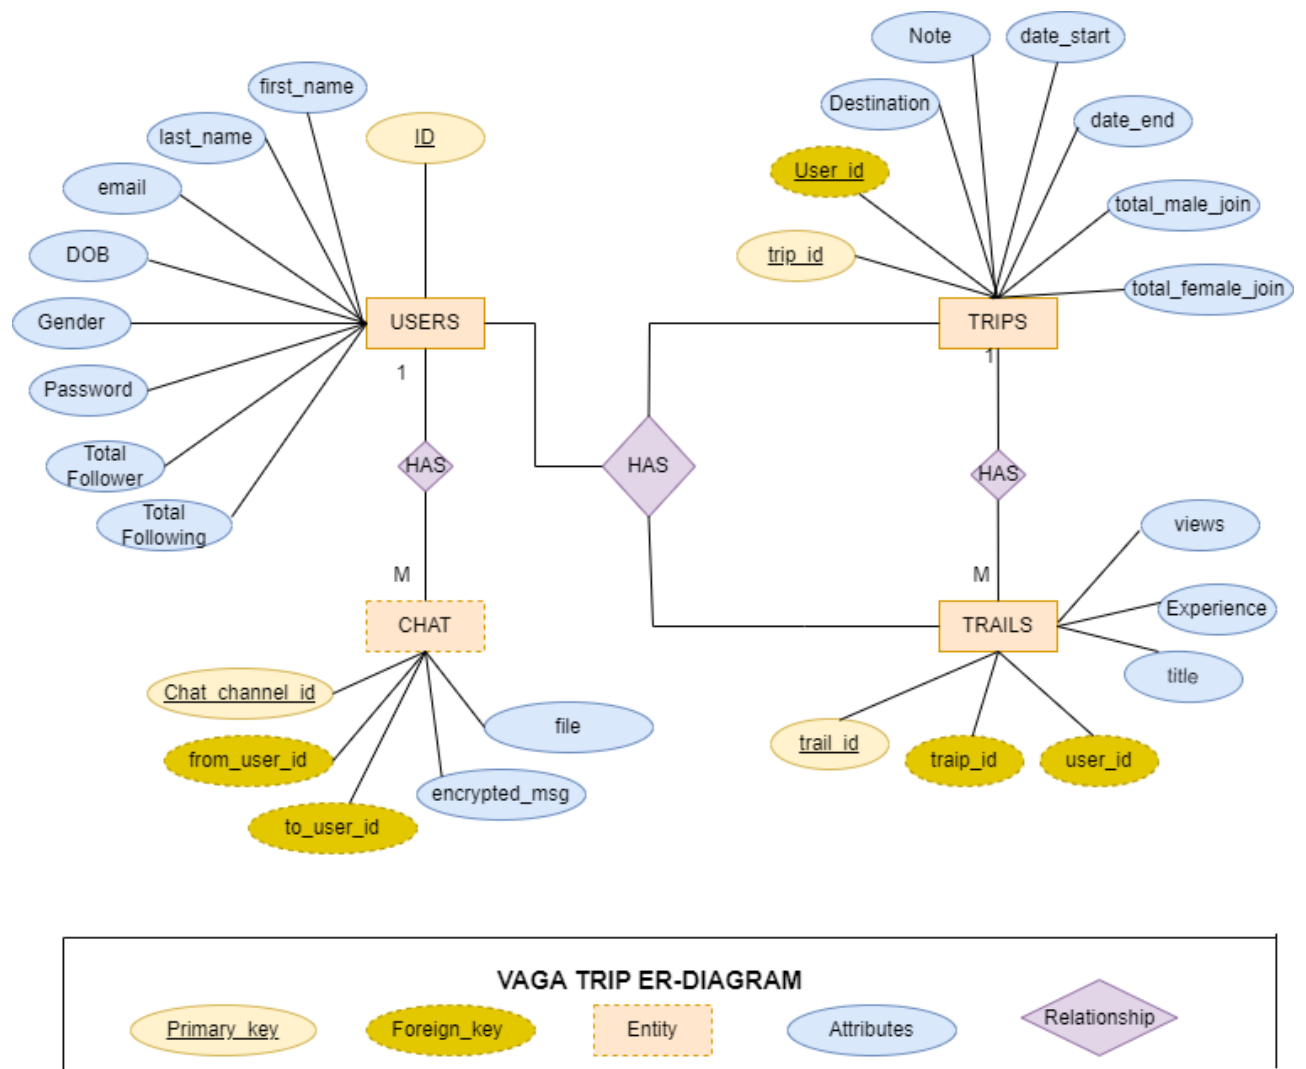 Note
date_start
first_name
Destination
date_end
last_name
ID
User_id
email
total_male_join
DOB
trip_id
total_female_join
Gender
USERS
TRIPS
1
1
Password
Total
Follower
HAS
HAS
HAS
Total
Following
views
M
M
Experience
CHAT
TRAILS
title
Chat_channel_id
file
trail_id
traip_id
user_id
from_user_id
encrypted_msg
to_user_id
VAGA TRIP ER-DIAGRAM
Primary_key
Foreign_key
Entity
Attributes
Relationship